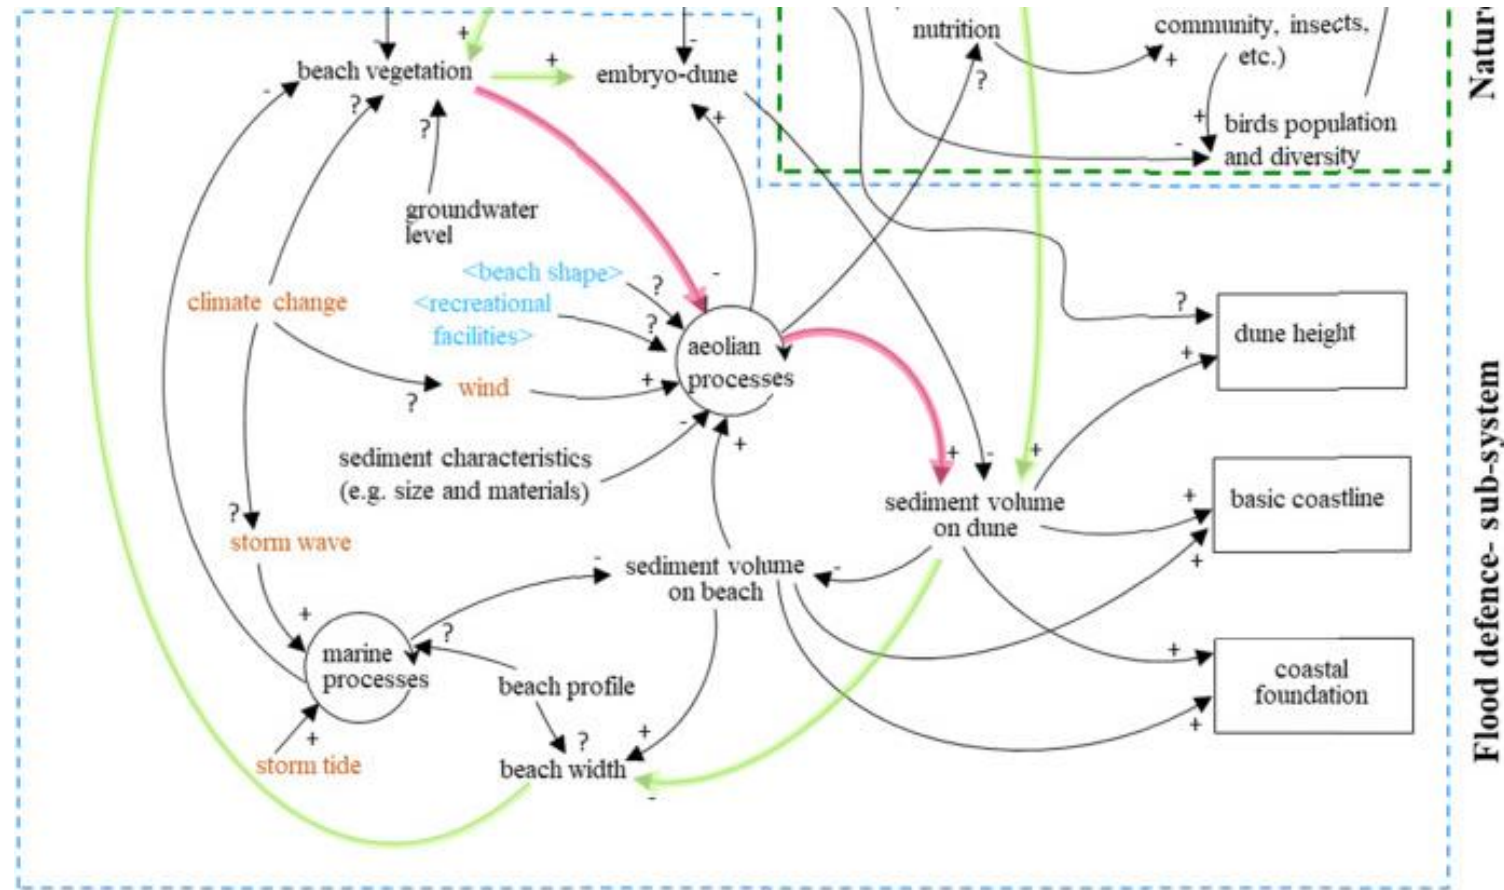 nutrition
community, insects,
etc.)
birds population
and diversity
Natur
beach vegetation
embryo-dune
groundwater
level
<beach shape>
<recreational
facilities>
climate change
wind
aeolian
processes
sediment characteristics
(e.g. size and materials)
storm wave
marine
processes
storm tide
beach profile
beach width
sediment volume
on beach
sediment volume
on dune
dune height
basic coastline
coastal
foundation
Flood defence- sub-system
+
-
+
-
-
?
?
+
+
?
+
+
-
-
?
?
?
+
?
-
+
?
+
+
-
?
?
+
-
+
-
+
-
?
+
+
+
+
+